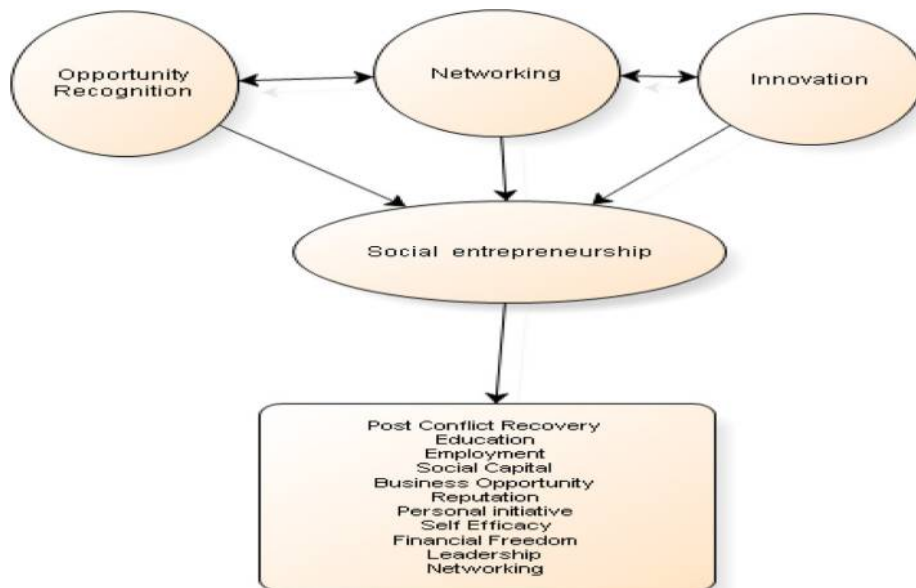 Opportunity
Recognition
Networking
Innovation
Social entrepreneurship
Post Conflict Recovery
Education
Employment
Social Capital
Business Opportunity
Reputation
Personal initiative
Self Efficacy
Financial Freedom
Leadership
Networking